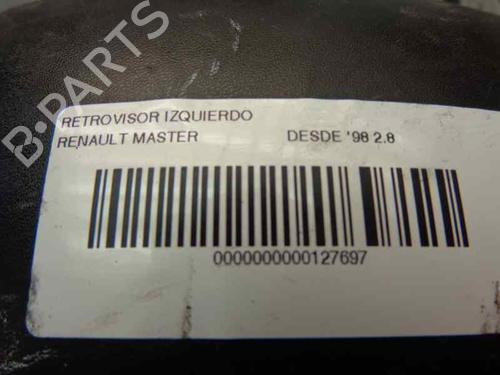 B-PARTS
RETROVISOR IZQUIERDO
RENAULT MASTER DESDE '98 2.8
0000000000127697